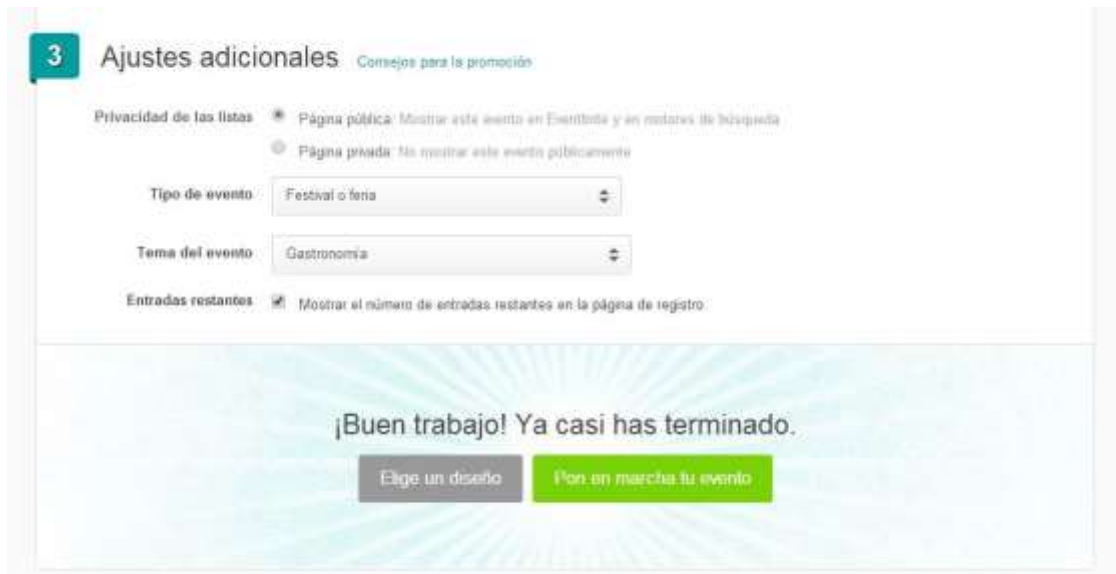 3 Ajustes adicionales Consejos para la promoción
Privacidad de las listas Página pública: Mostrar este evento en Eventbrite y en motores de búsqueda
Página privada: No mostrar este evento públicamente
Tipo de evento Festival o feria
Tema del evento Gastronomía
Entradas restantes Mostrar el número de entradas restantes en la página de registro
¡Buen trabajo! Ya casi has terminado.
Elige un diseño Pon en marcha tu evento